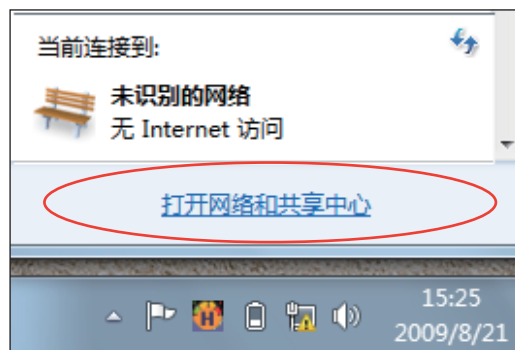 当前连接到:
未识别的网络
无 Internet 访问
打开网络和共享中心
15:25
2009/8/21